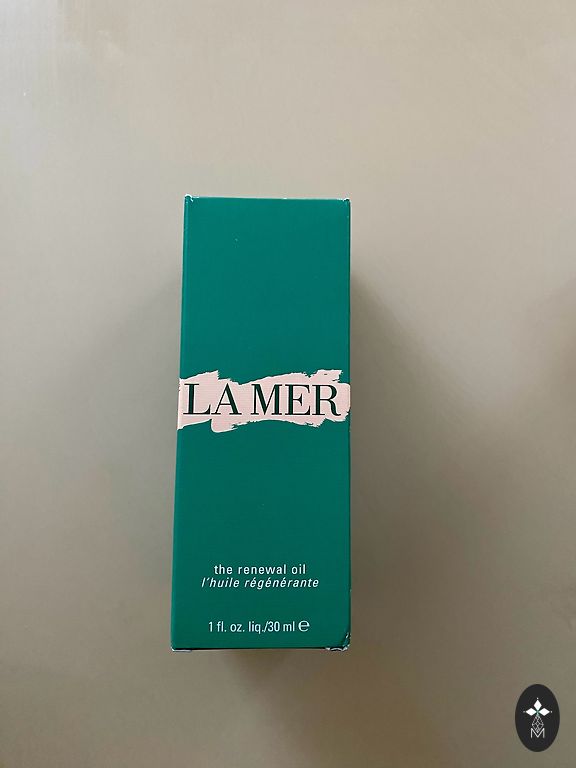 LA MER
the renewal oil
l'huile régénérante
1 fl. oz. liq./30 ml ℮
M